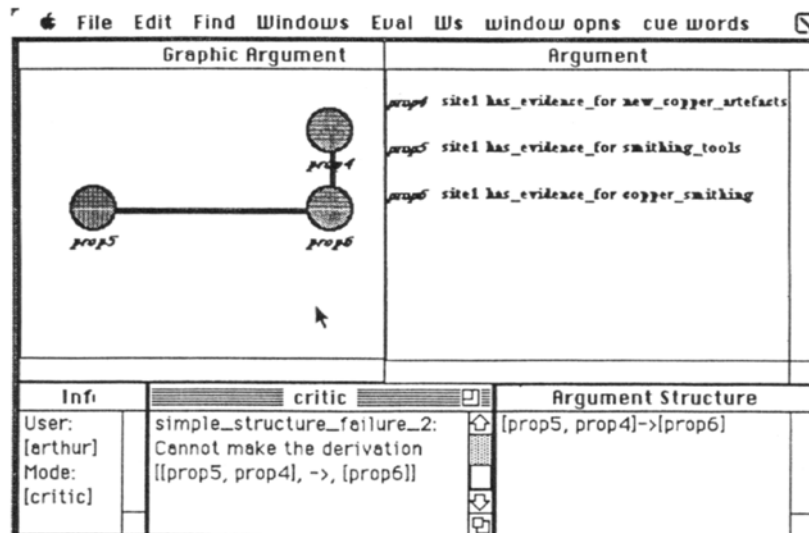 File Edit Find Windows Eval Ws window opns cue words
Graphic Argument
prop4
prop5
prop6
Argument
prop4 site1 has_evidence_for new_copper_artefacts
prop5 site1 has_evidence_for smithing_tools
prop6 site1 has_evidence_for copper_smithing
Info
User:
[arthur]
Mode:
[critic]
critic
simple_structure_failure_2:
Cannot make the derivation
[[prop5, prop4], ->, [prop6]]
Argument Structure
[prop5, prop4]->[prop6]